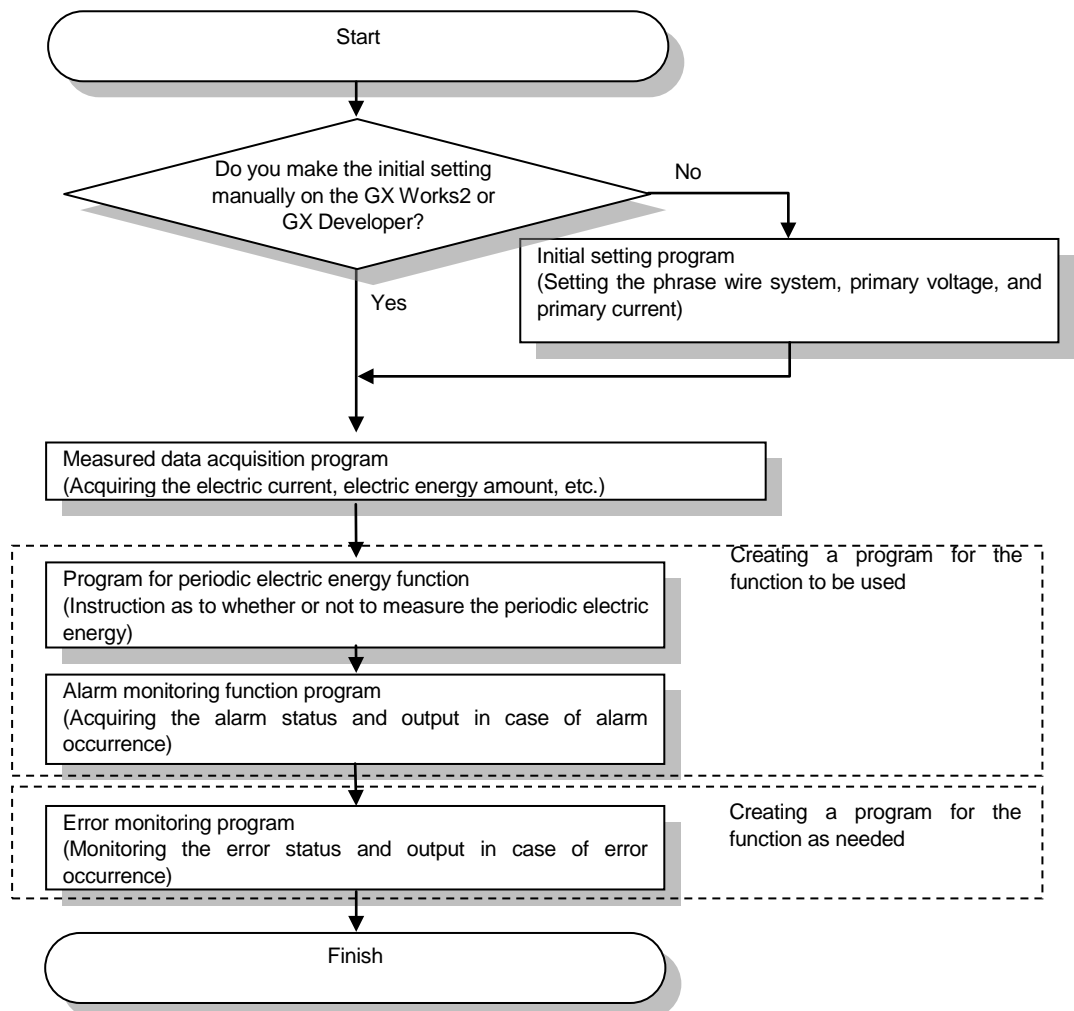 Start
Do you make the initial setting
manually on the GX Works2 or
GX Developer?
No
Yes
Initial setting program
(Setting the phrase wire system, primary voltage, and
primary current)
Measured data acquisition program
(Acquiring the electric current, electric energy amount, etc.)
Creating a program for the
function to be used
Program for periodic electric energy function
(Instruction as to whether or not to measure the periodic electric
energy)
Alarm monitoring function program
(Acquiring the alarm status and output in case of alarm
occurrence)
Creating a program for the
function as needed
Error monitoring program
(Monitoring the error status and output in case of error
occurrence)
Finish